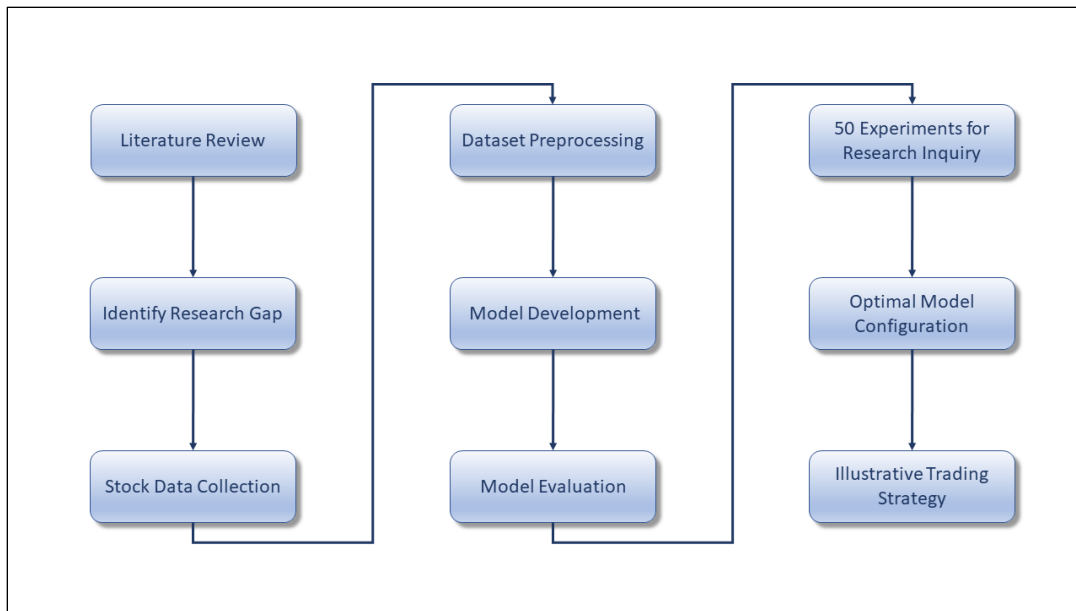 Literature Review
Identify Research Gap
Stock Data Collection
Dataset Preprocessing
Model Development
Model Evaluation
50 Experiments for
Research Inquiry
Optimal Model
Configuration
Illustrative Trading
Strategy